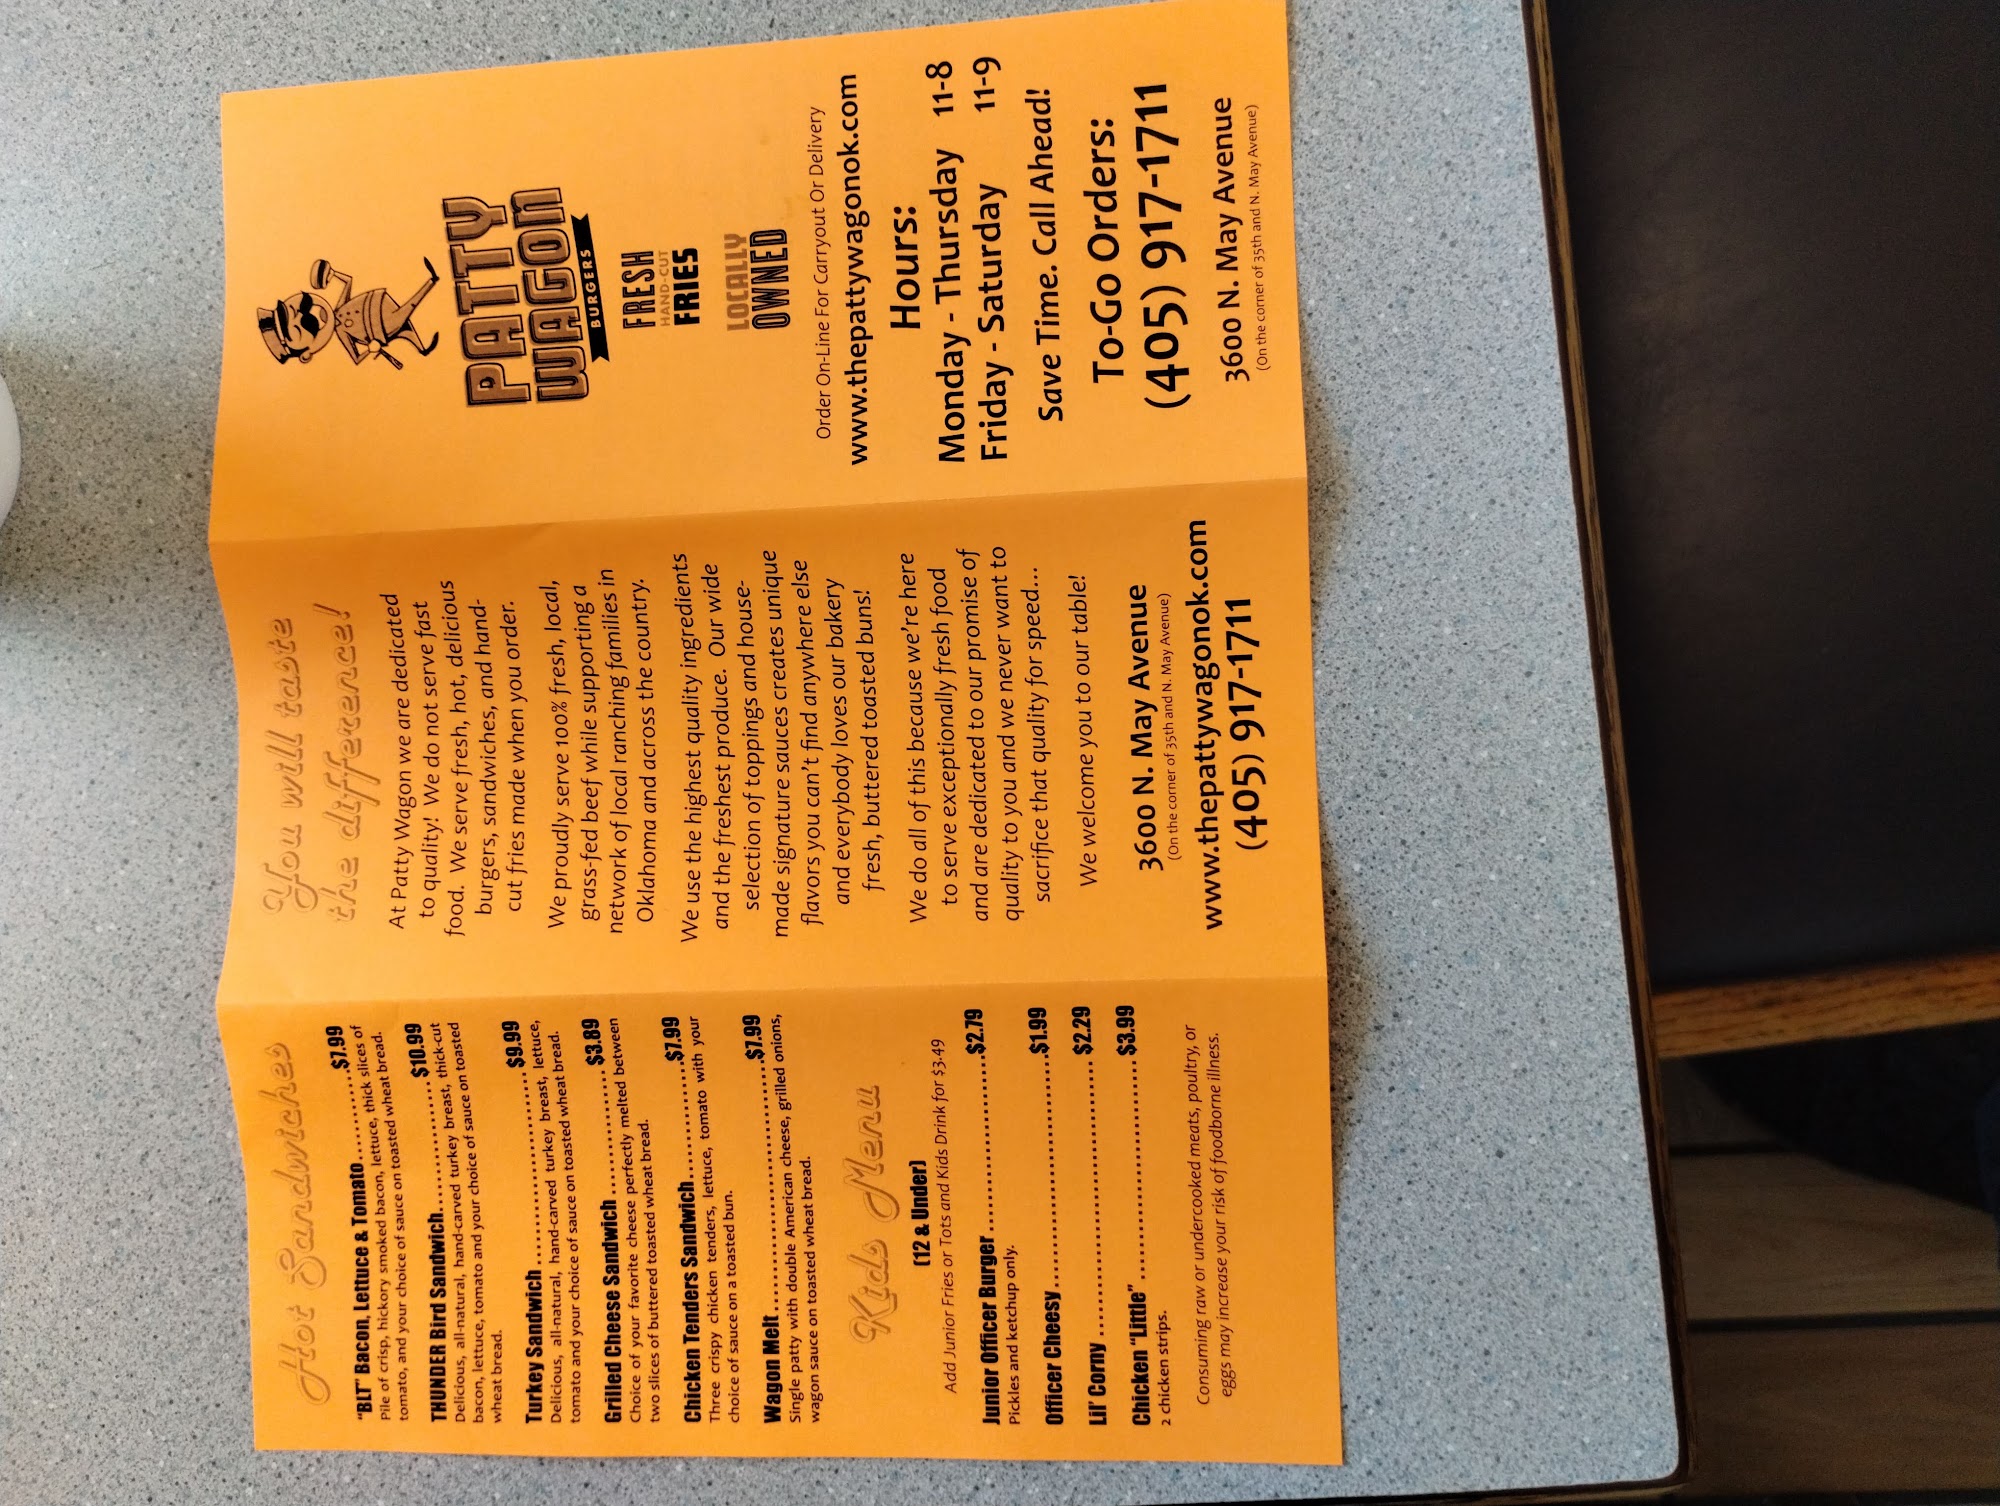 Hot Sandwiches
"BLT" Bacon, Lettuce & Tomato..........$7.99
Pile of crisp, hickory smoked bacon, lettuce, thick slices of
tomato, and your choice of sauce on toasted wheat bread.
THUNDER Bird Sandwich................$10.99
Delicious, all-natural, hand-carved turkey breast, thick-cut
bacon, lettuce, tomato and your choice of sauce on toasted
wheat bread.
Turkey Sandwich........................$9.99
Delicious, all-natural, hand-carved turkey breast, lettuce,
tomato and your choice of sauce on toasted wheat bread.
Grilled Cheese Sandwich...............$3.89
Choice of your favorite cheese perfectly melted between
two slices of buttered toasted wheat bread.
Chicken Tenders Sandwich..............$7.99
Three crispy chicken tenders, lettuce, tomato with your
choice of sauce on a toasted bun.
Wagon Melt.............................$7.99
Single patty with double American cheese, grilled onions,
wagon sauce on toasted wheat bread.
Kids Menu
(12 & Under)
Add Junior Fries or Tots and Kids Drink for $3.49
Junior Officer Burger...................$2.79
Pickles and ketchup only.
Officer Cheesy..........................$1.99
Lil' Corny...............................$2.29
Chicken "Little".........................$3.99
2 chicken strips.
Consuming raw or undercooked meats, poultry, or
eggs may increase your risk of foodborne illness.
You will taste
the difference!
At Patty Wagon we are dedicated
to quality! We do not serve fast
food. We serve fresh, hot, delicious
burgers, sandwiches, and hand-
cut fries made when you order.
We proudly serve 100% fresh, local,
grass-fed beef while supporting a
network of local ranching families in
Oklahoma and across the country.
We use the highest quality ingredients
and the freshest produce. Our wide
selection of toppings and house-
made signature sauces creates unique
flavors you can't find anywhere else
and everybody loves our bakery
fresh, buttered toasted buns!
We do all of this because we're here
to serve exceptionally fresh food
and are dedicated to our promise of
quality to you and we never want to
sacrifice that quality for speed...
We welcome you to our table!
3600 N. May Avenue
(On the corner of 35th and N. May Avenue)
www.thepattywagonok.com
(405) 917-1711
PATTY
WAGON
BURGERS
FRESH
HAND-CUT
FRIES
LOCALLY
OWNED
Order On-Line For Carryout Or Delivery
www.thepattywagonok.com
Hours:
Monday - Thursday 11-8
Friday - Saturday 11-9
Save Time. Call Ahead!
To-Go Orders:
(405) 917-1711
3600 N. May Avenue
(On the corner of 35th and N. May Avenue)